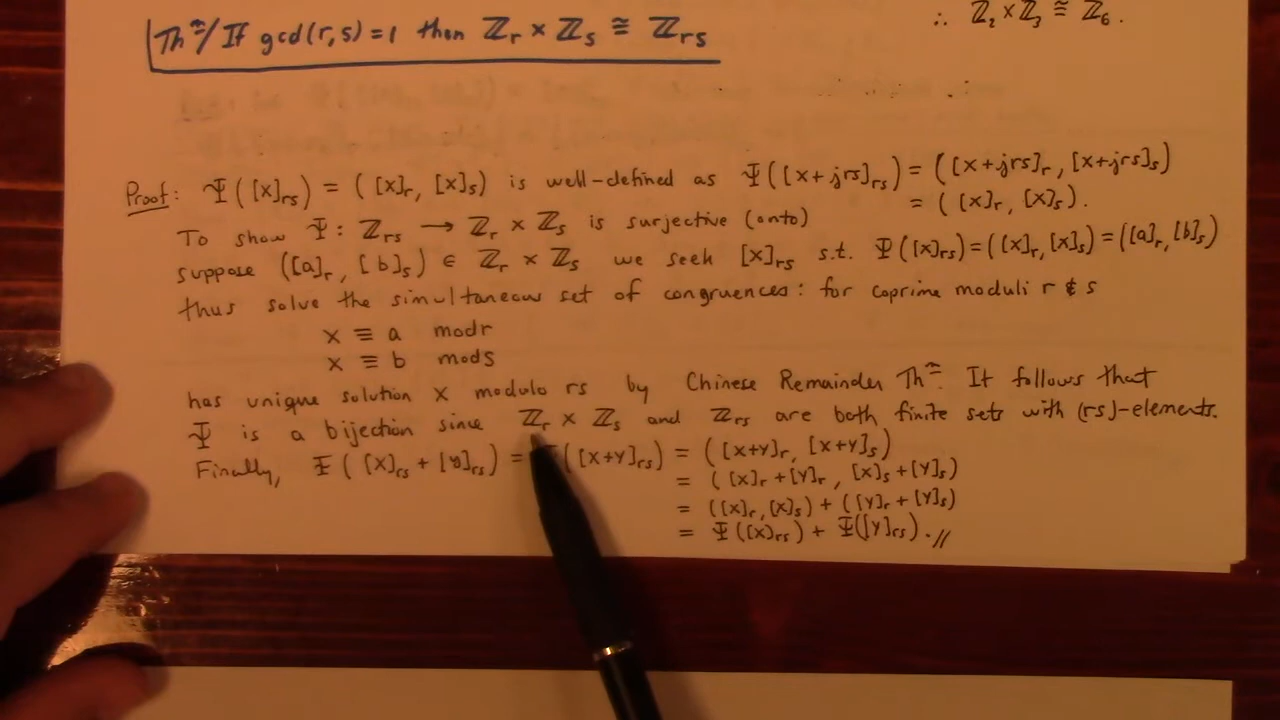 Thᵐ/ If gcd(r,s)=1 then ℤr × ℤs ≅ ℤrs
∴ ℤ₂ × ℤ₃ ≅ ℤ₆.
Proof: Ψ([x]rs) = ([x]r, [x]s) is well-defined as Ψ([x+jrs]rs) = ([x+jrs]r, [x+jrs]s)
= ([x]r, [x]s).
To show Ψ: ℤrs → ℤr × ℤs is surjective (onto)
suppose ([a]r, [b]s) ∈ ℤr × ℤs we seek [x]rs s.t. Ψ([x]rs) = ([x]r, [x]s) = ([a]r, [b]s)
thus solve the simultaneous set of congruences: for coprime moduli r & s
x ≡ a mod r
x ≡ b mod s
has unique solution x modulo rs by Chinese Remainder Thᵐ. It follows that
Ψ is a bijection since ℤr × ℤs and ℤrs are both finite sets with (rs)-elements.
Finally, Ψ([x]rs + [y]rs) = ([x+y]rs) = ([x+y]r, [x+y]s)
= ([x]r + [y]r, [x]s + [y]s)
= ([x]r, [x]s) + ([y]r + [y]s)
= Ψ([x]rs) + Ψ([y]rs). //